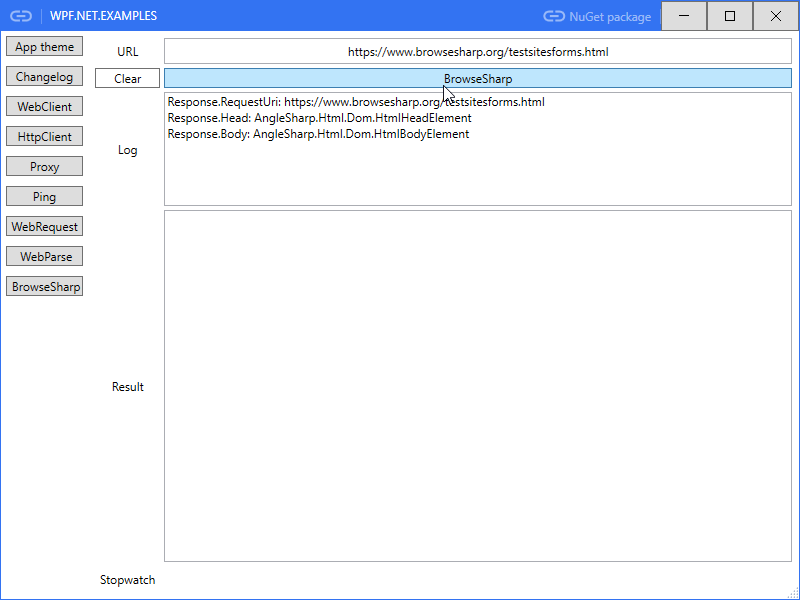 WPF.NET.EXAMPLES
NuGet package
App theme
Changelog
WebClient
HttpClient
Proxy
Ping
WebRequest
WebParse
BrowseSharp
URL
https://www.browsesharp.org/testsitesforms.html
Clear
BrowseSharp
Log
Response.RequestUri: https://www.browsesharp.org/testsitesforms.html
Response.Head: AngleSharp.Html.Dom.HtmlHeadElement
Response.Body: AngleSharp.Html.Dom.HtmlBodyElement
Result
Stopwatch